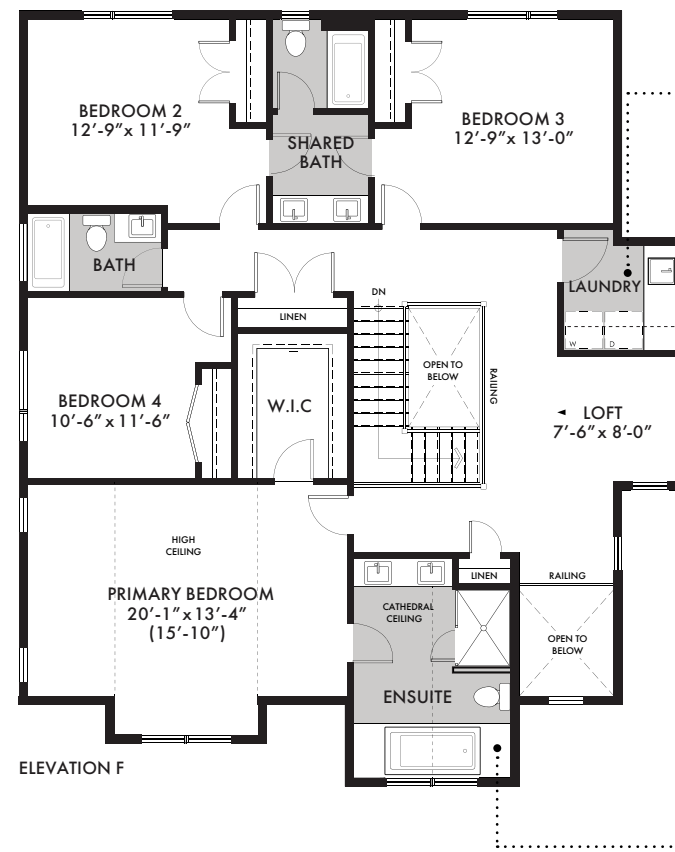 BEDROOM 2
12'-9" x 11'-9"
BEDROOM 3
12'-9" x 13'-0"
SHARED
BATH
BATH
LAUNDRY
W
D
LINEN
DN
OPEN TO
BELOW
RAILING
BEDROOM 4
10'-6" x 11'-6"
W.I.C
LOFT
7'-6" x 8'-0"
HIGH
CEILING
PRIMARY BEDROOM
20'-1" x 13'-4"
(15'-10")
LINEN
RAILING
CATHEDRAL
CEILING
OPEN TO
BELOW
ENSUITE
ELEVATION F